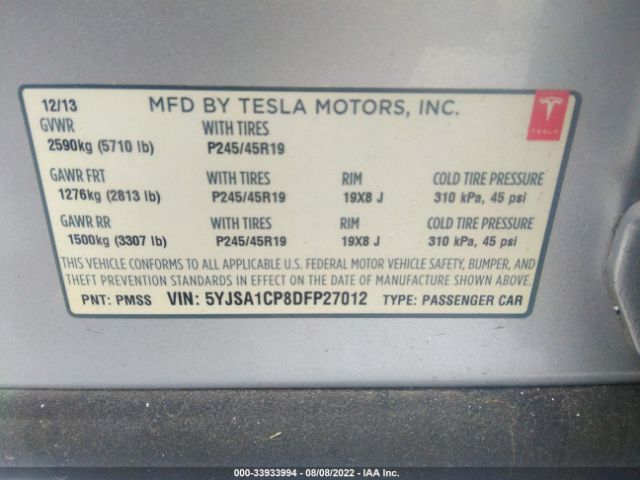 12/13 MFD BY TESLA MOTORS, INC.
TESLA
GVWR WITH TIRES
2590kg (5710 lb) P245/45R19
GAWR FRT WITH TIRES RIM COLD TIRE PRESSURE
1276kg (2813 lb) P245/45R19 19X8 J 310 kPa, 45 psi
GAWR RR WITH TIRES RIM COLD TIRE PRESSURE
1500kg (3307 lb) P245/45R19 19X8 J 310 kPa, 45 psi
THIS VEHICLE CONFORMS TO ALL APPLICABLE U.S. FEDERAL MOTOR VEHICLE SAFETY, BUMPER, AND
THEFT PREVENTION STANDARDS IN EFFECT ON THE DATE OF MANUFACTURE SHOWN ABOVE.
PNT: PMSS VIN: 5YJSA1CP8DFP27012 TYPE: PASSENGER CAR
000-33933994 - 08/08/2022 - IAA Inc.